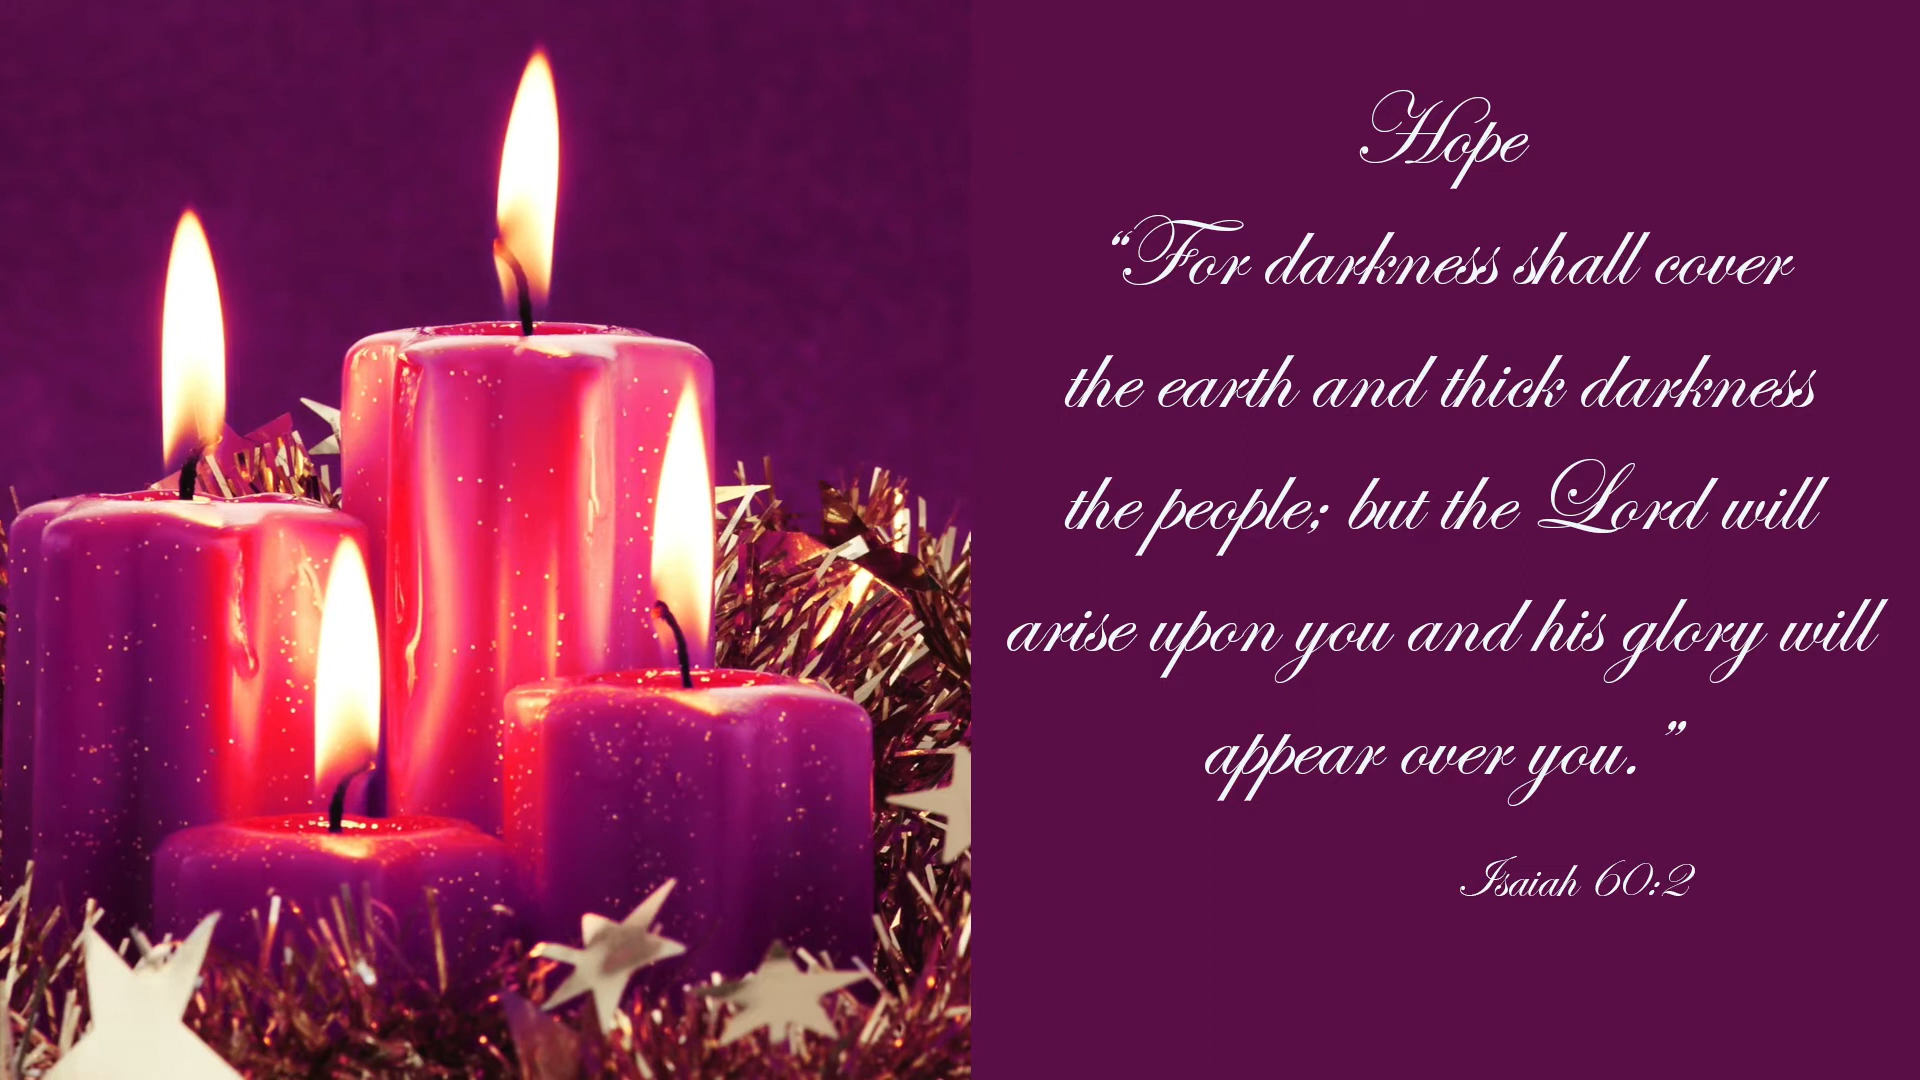 Hope
“For darkness shall cover
the earth and thick darkness
the people; but the Lord will
arise upon you and his glory will
appear over you.”
Isaiah 60:2